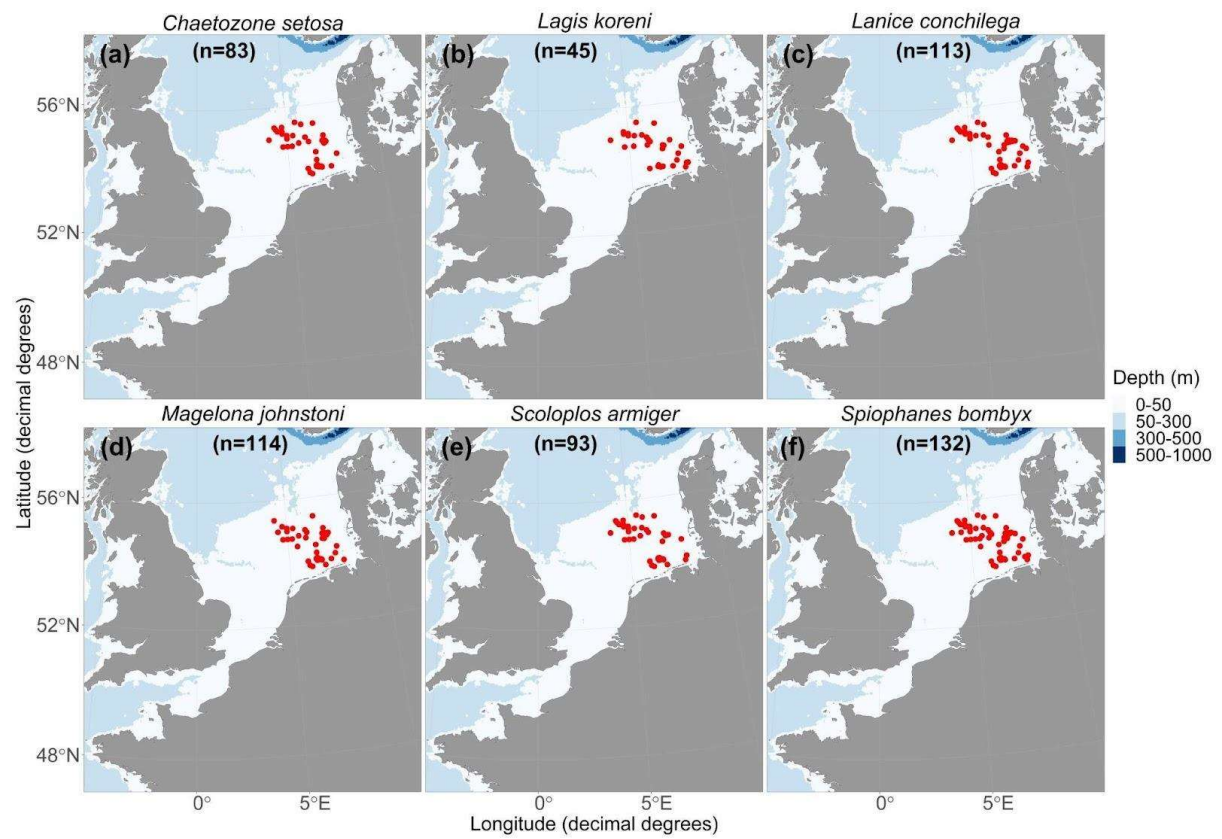 Chaetozone setosa
Lagis koreni
Lanice conchilega
(a)
(n=83)
(b)
(n=45)
(c)
(n=113)
56°N
52°N
48°N
Magelona johnstoni
Scoloplos armiger
Spiophanes bombyx
(d)
(n=114)
(e)
(n=93)
(f)
(n=132)
56°N
52°N
48°N
Latitude (decimal degrees)
Depth (m)
0-50
50-300
300-500
500-1000
0°
5°E
0°
5°E
0°
5°E
Longitude (decimal degrees)